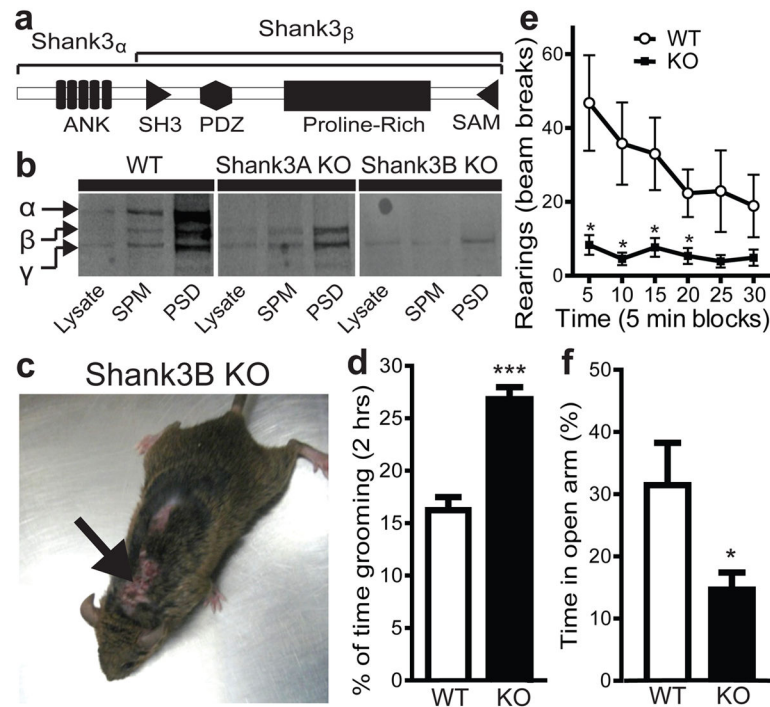 a
Shank3α
Shank3β
ANK SH3 PDZ Proline-Rich SAM
b
WT Shank3A KO Shank3B KO
α
β
γ
Lysate SPM PSD Lysate SPM PSD Lysate SPM PSD
c
Shank3B KO
d
% of time grooming (2 hrs)
30
25
20
15
10
5
0
***
WT KO
e
WT
KO
Rearings (beam breaks)
60
40
20
0
* * * *
5 10 15 20 25 30
Time (5 min blocks)
f
Time in open arm (%)
50
40
30
20
10
0
*
WT KO